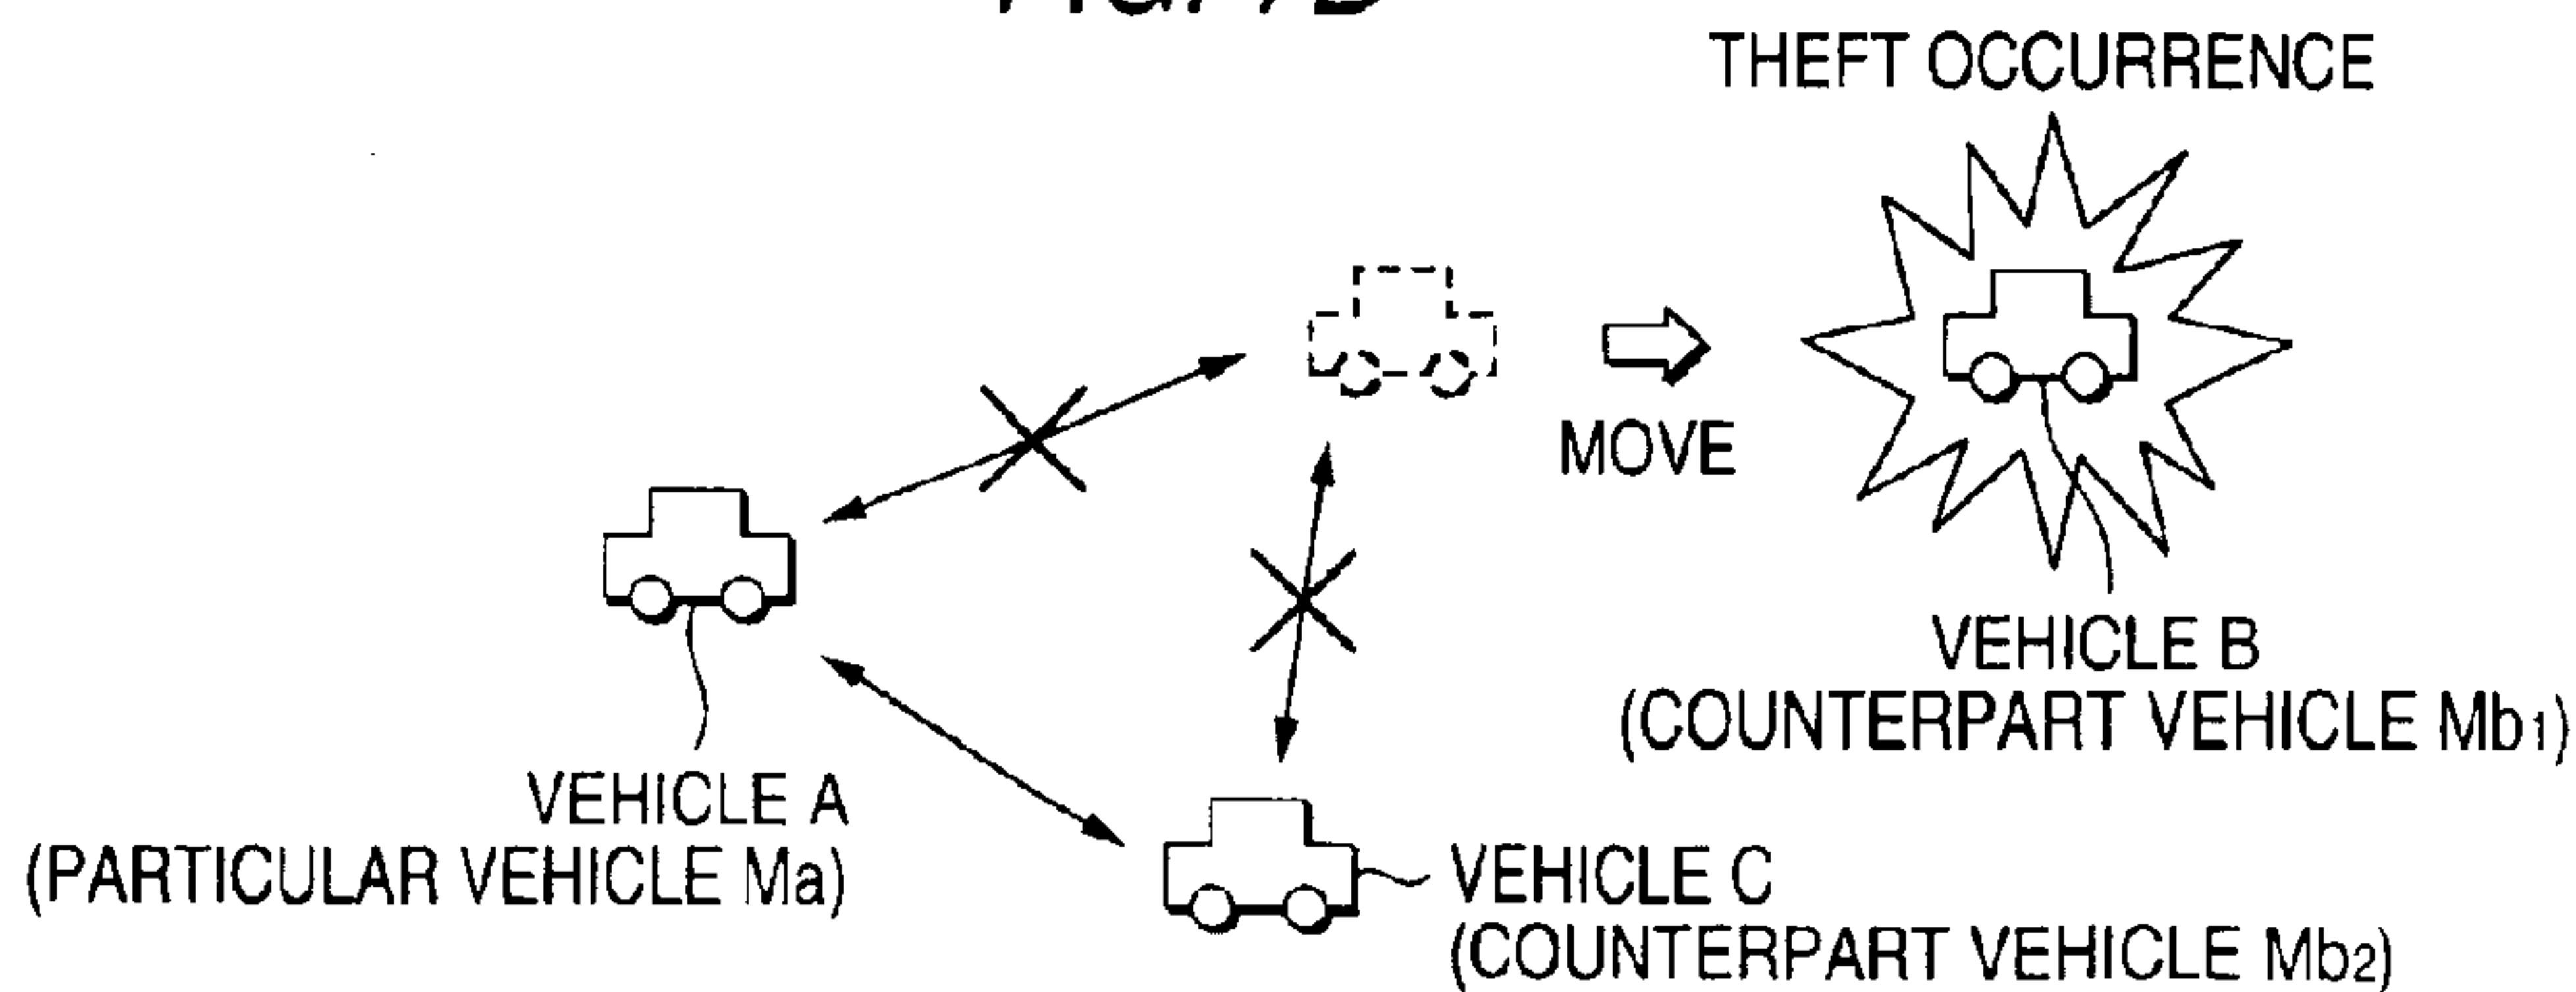 THEFT OCCURRENCE
MOVE
VEHICLE B
(COUNTERPART VEHICLE Mb1)
VEHICLE A
(PARTICULAR VEHICLE Ma)
VEHICLE C
(COUNTERPART VEHICLE Mb2)